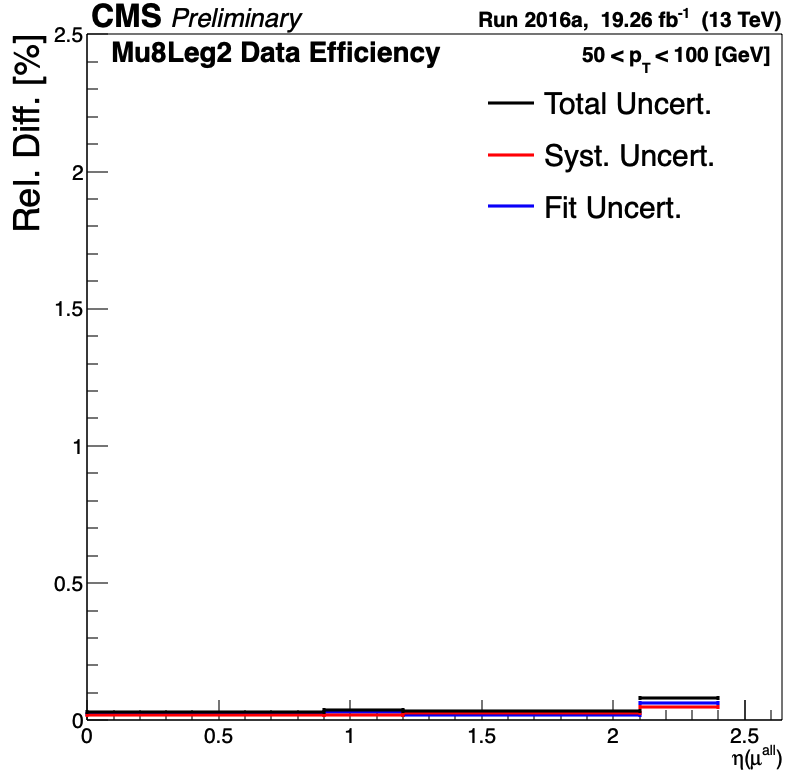 CMS Preliminary
Run 2016a, 19.26 fb⁻¹ (13 TeV)
Mu8Leg2 Data Efficiency
50 < p_T < 100 [GeV]
Total Uncert.
Syst. Uncert.
Fit Uncert.
Rel. Diff. [%]
2.5
2
1.5
1
0.5
0
0 0.5 1 1.5 2 2.5
η(μ^all)